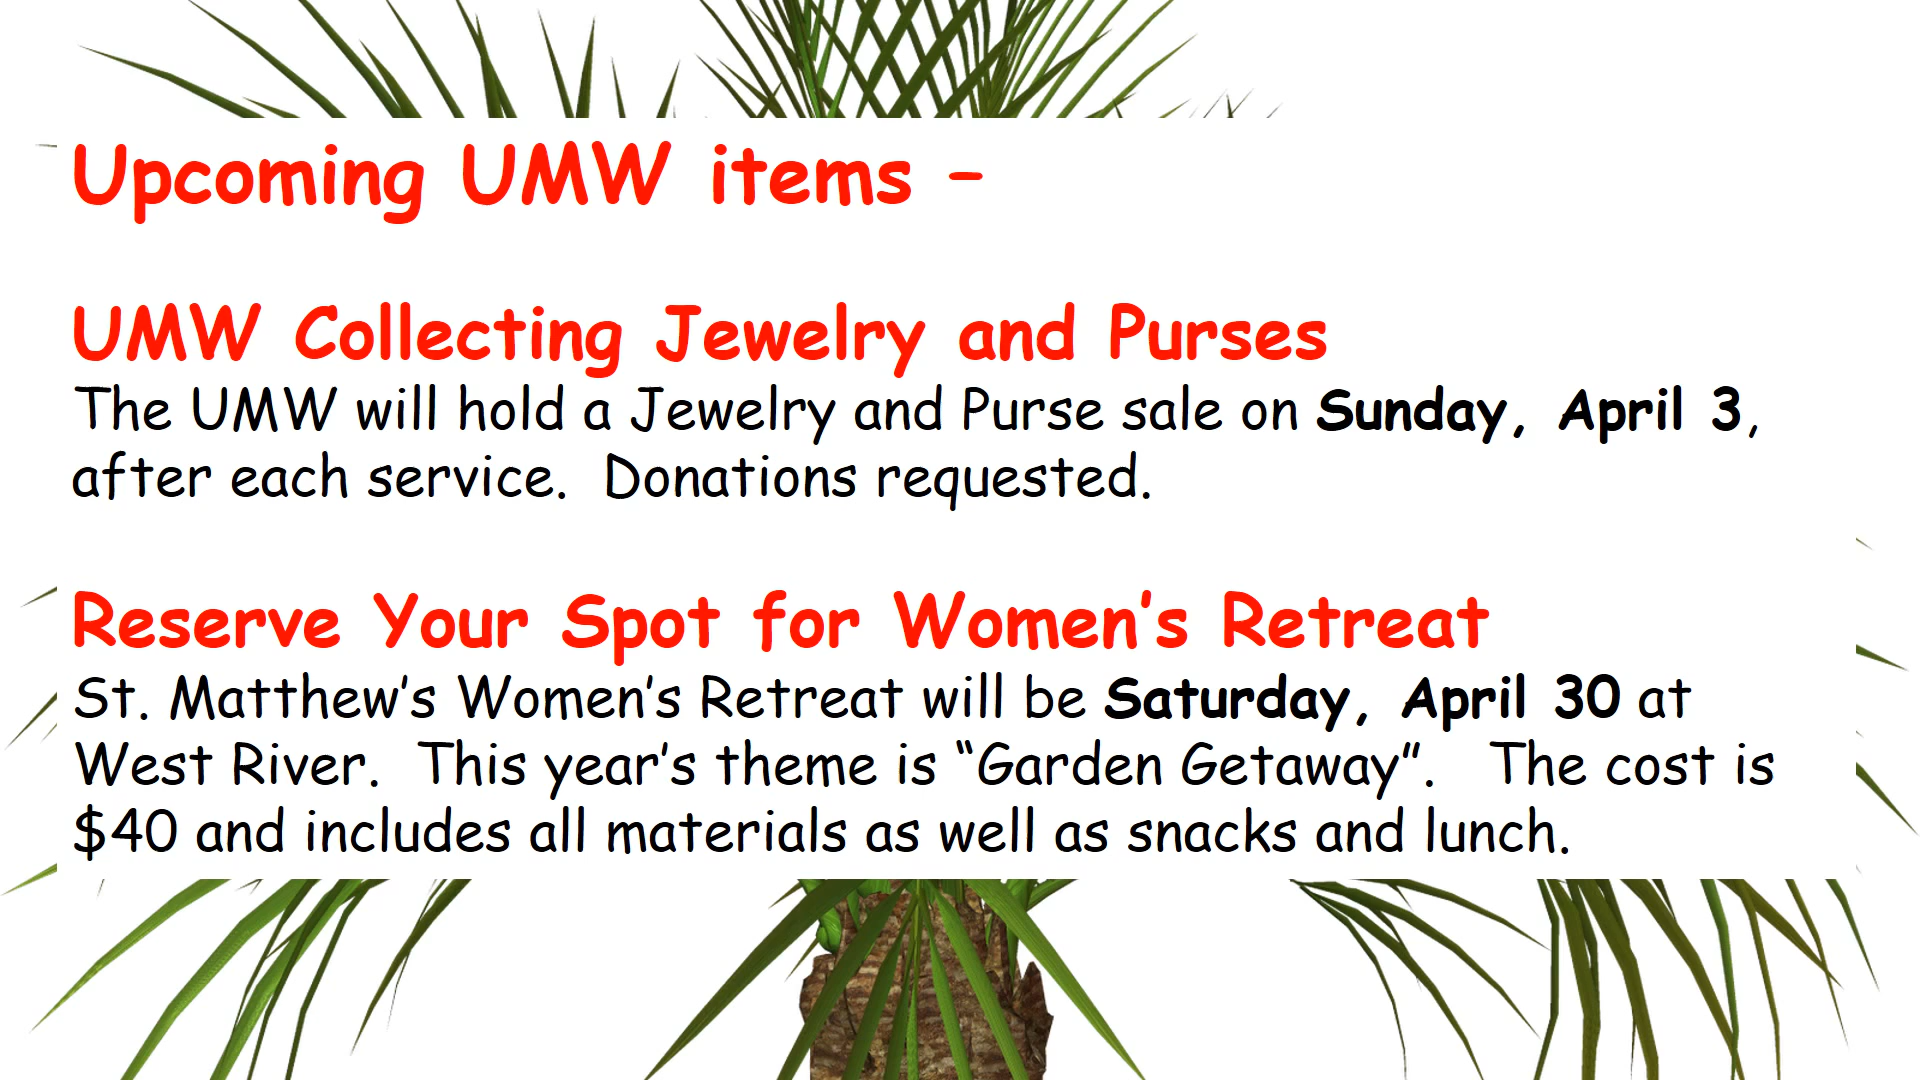 Upcoming UMW items –
UMW Collecting Jewelry and Purses
The UMW will hold a Jewelry and Purse sale on Sunday, April 3,
after each service.  Donations requested.
Reserve Your Spot for Women’s Retreat
St. Matthew’s Women’s Retreat will be Saturday, April 30 at
West River.  This year’s theme is “Garden Getaway”.   The cost is
$40 and includes all materials as well as snacks and lunch.